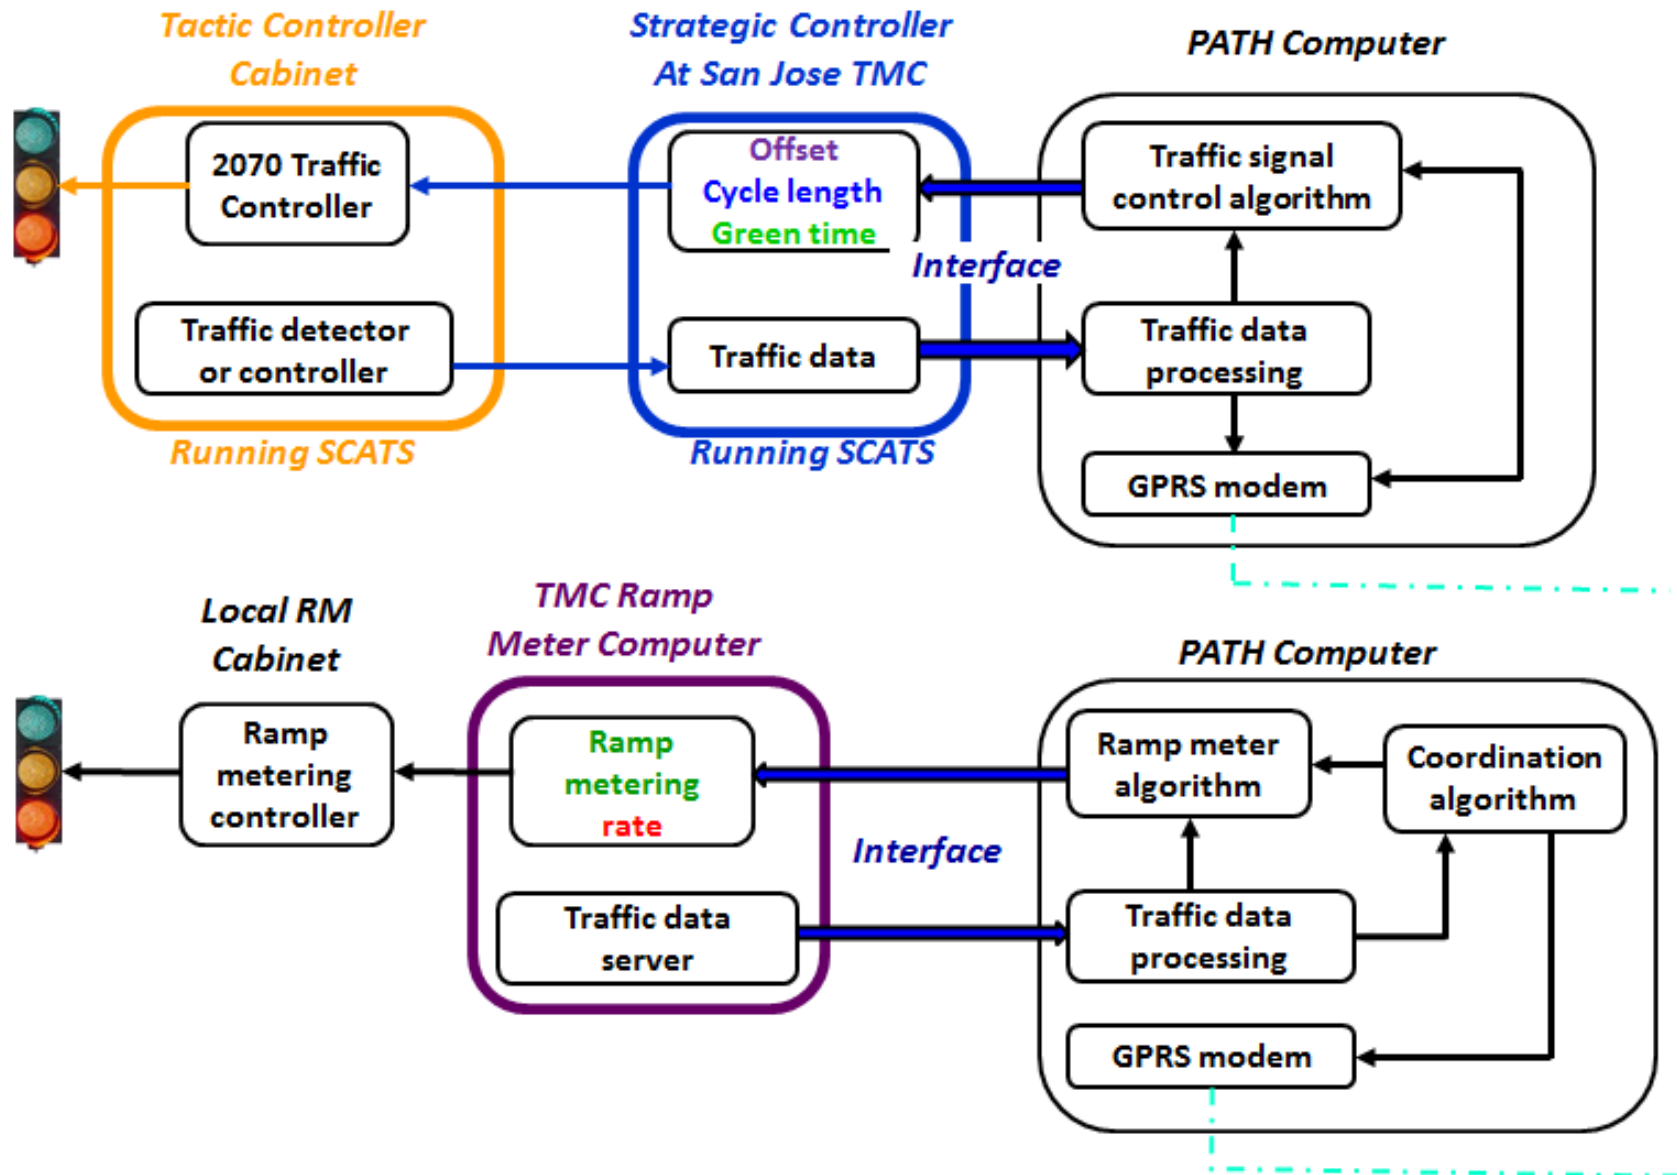 Tactic Controller
Cabinet
Strategic Controller
At San Jose TMC
PATH Computer
2070 Traffic
Controller
Offset
Cycle length
Green time
Traffic signal
control algorithm
Interface
Traffic detector
or controller
Traffic data
Traffic data
processing
Running SCATS
Running SCATS
GPRS modem
Local RM
Cabinet
TMC Ramp
Meter Computer
PATH Computer
Ramp
metering
controller
Ramp
metering
rate
Ramp meter
algorithm
Coordination
algorithm
Interface
Traffic data
server
Traffic data
processing
GPRS modem